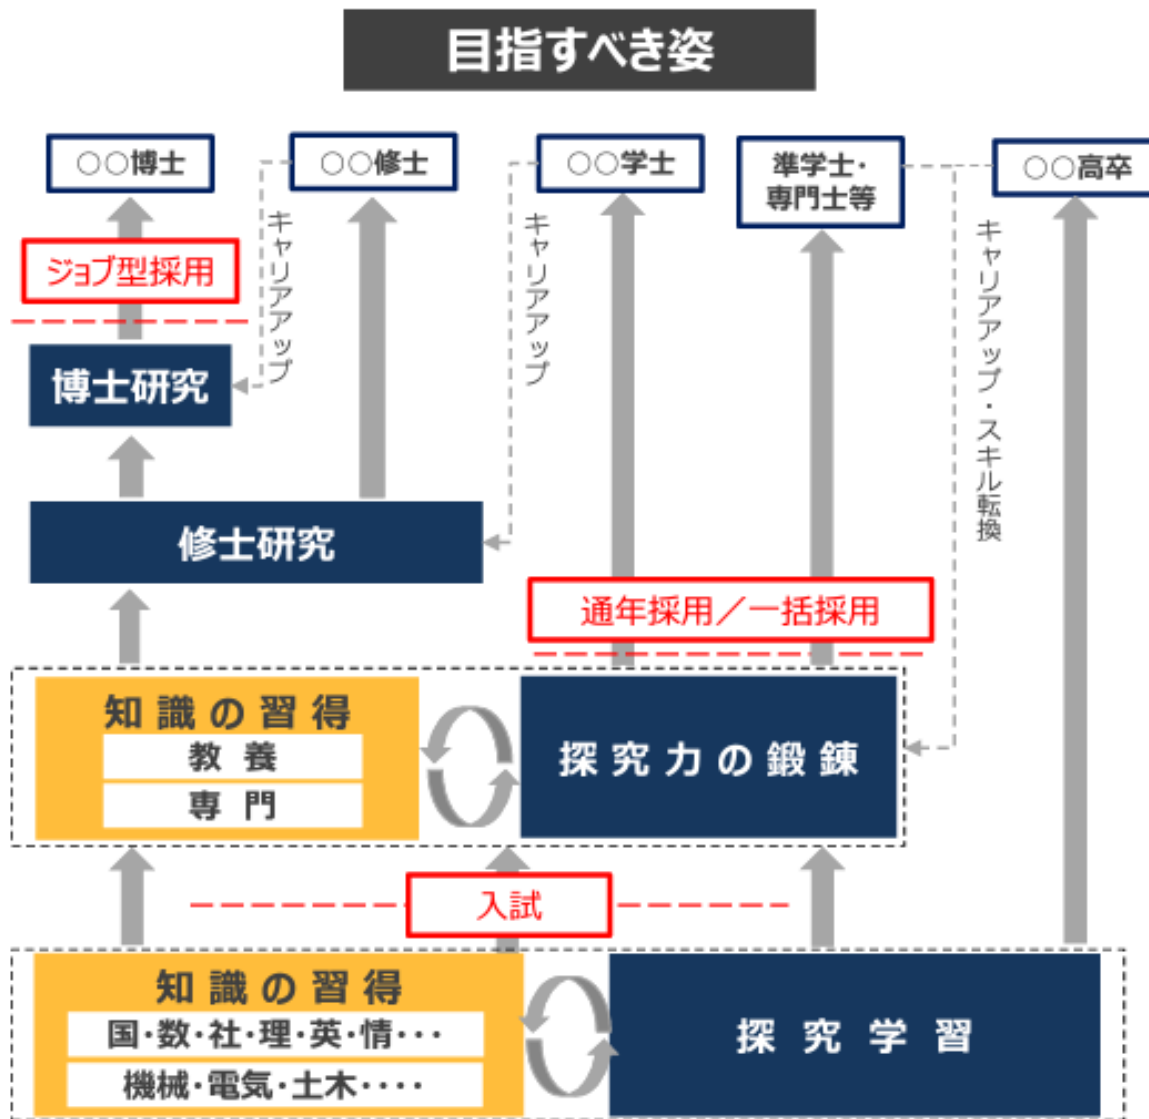 目指すべき姿
○○博士
○○修士
○○学士
準学士・
専門士等
○○高卒
キャリアアップ
キャリアアップ
キャリアアップ・スキル転換
ジョブ型採用
博士研究
修士研究
通年採用／一括採用
知識の習得
教養
専門
探究力の鍛錬
入試
知識の習得
国・数・社・理・英・情・・・
機械・電気・土木・・・・
探究学習